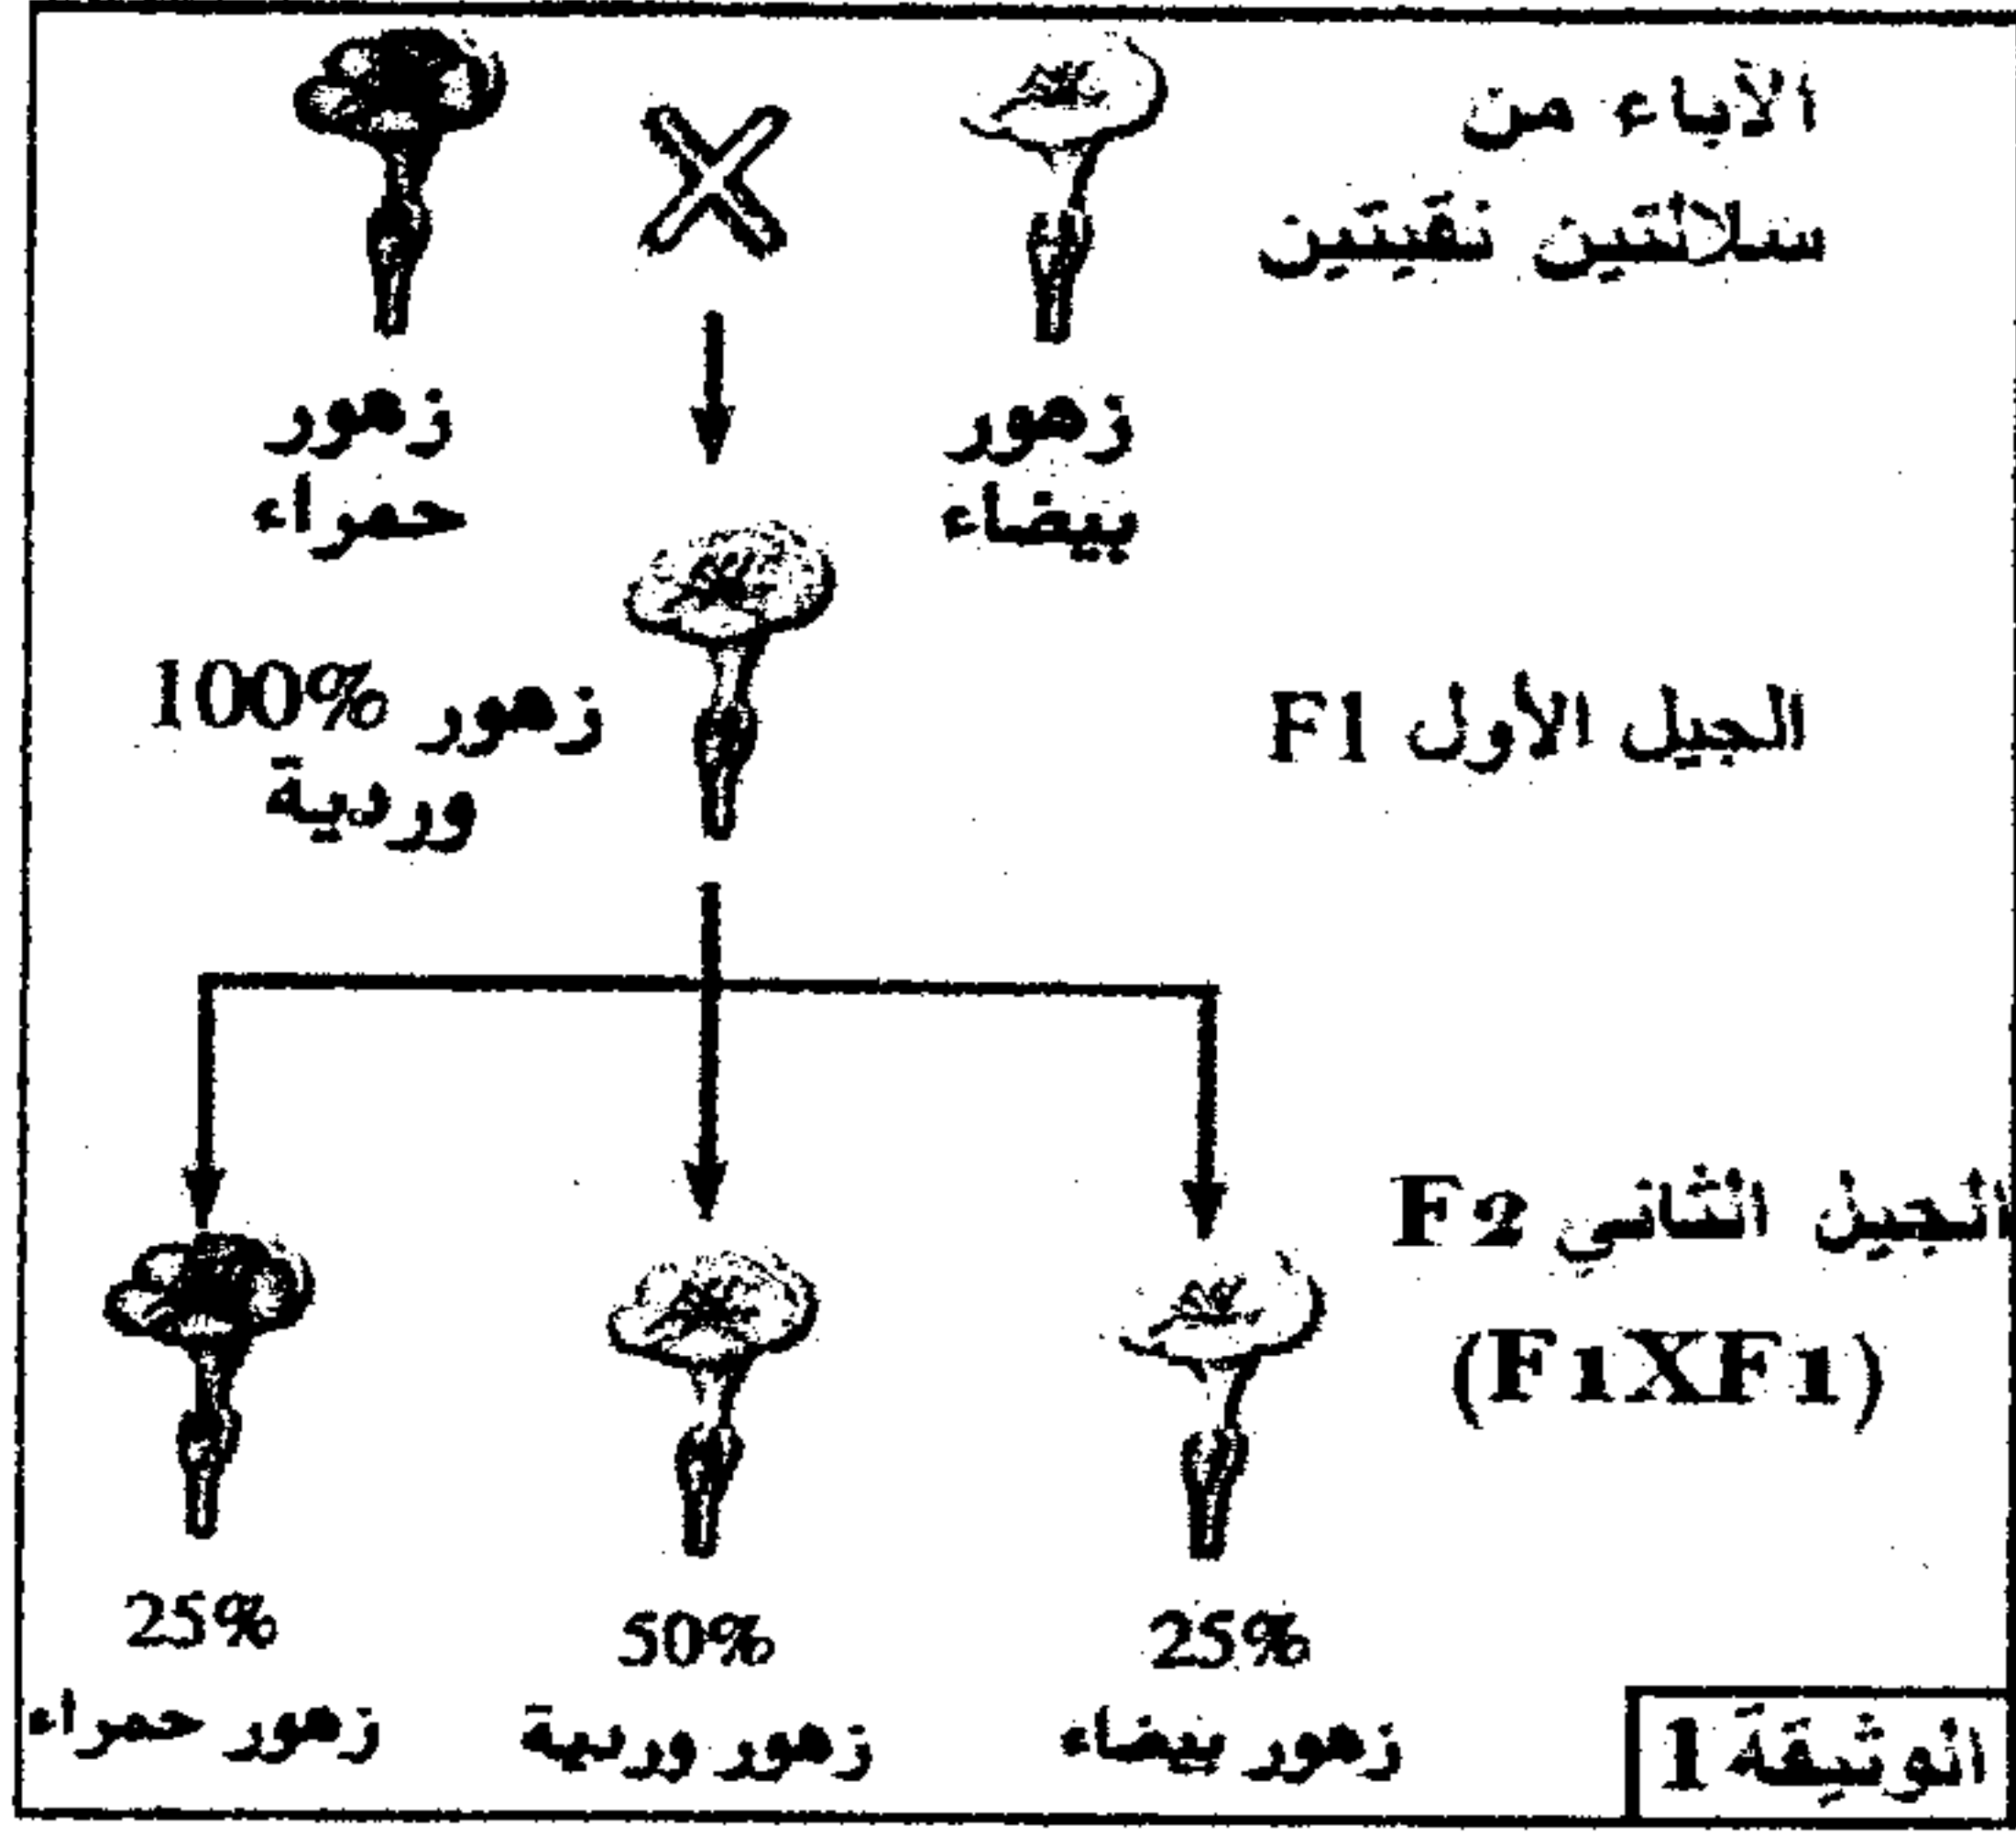 الآباء من
سلالتين نقيتين
زهور
بيضاء
زهور
حمراء
الجيل الأول F1
100% زهور
وردية
الجيل الثاني F2
(F1XF1)
25%
زهور بيضاء
50%
زهور وردية
25%
زهور حمراء
الوثيقة 1